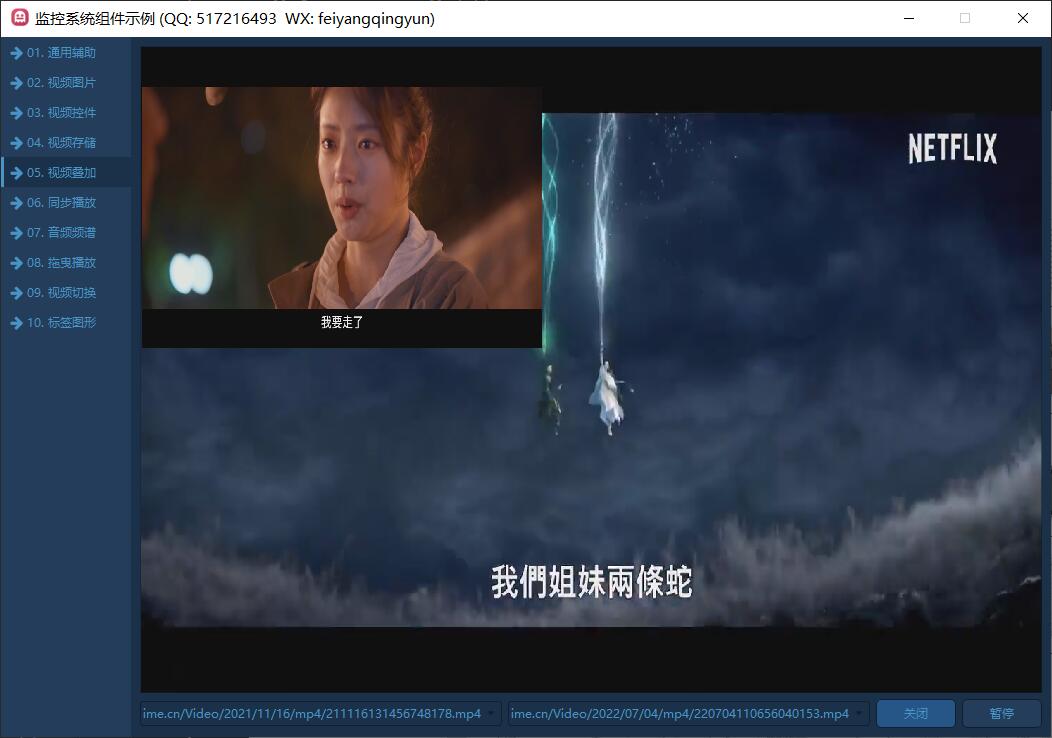 监控系统组件示例 (QQ: 517216493  WX: feiyangqingyun)
01. 通用辅助
02. 视频图片
03. 视频控件
04. 视频存储
05. 视频叠加
06. 同步播放
07. 音频频谱
08. 拖曳播放
09. 视频切换
10. 标签图形
NETFLIX
我要走了
我們姐妹兩條蛇
ime.cn/Video/2021/11/16/mp4/211116131456748178.mp4
ime.cn/Video/2022/07/04/mp4/220704110656040153.mp4
关闭
暂停